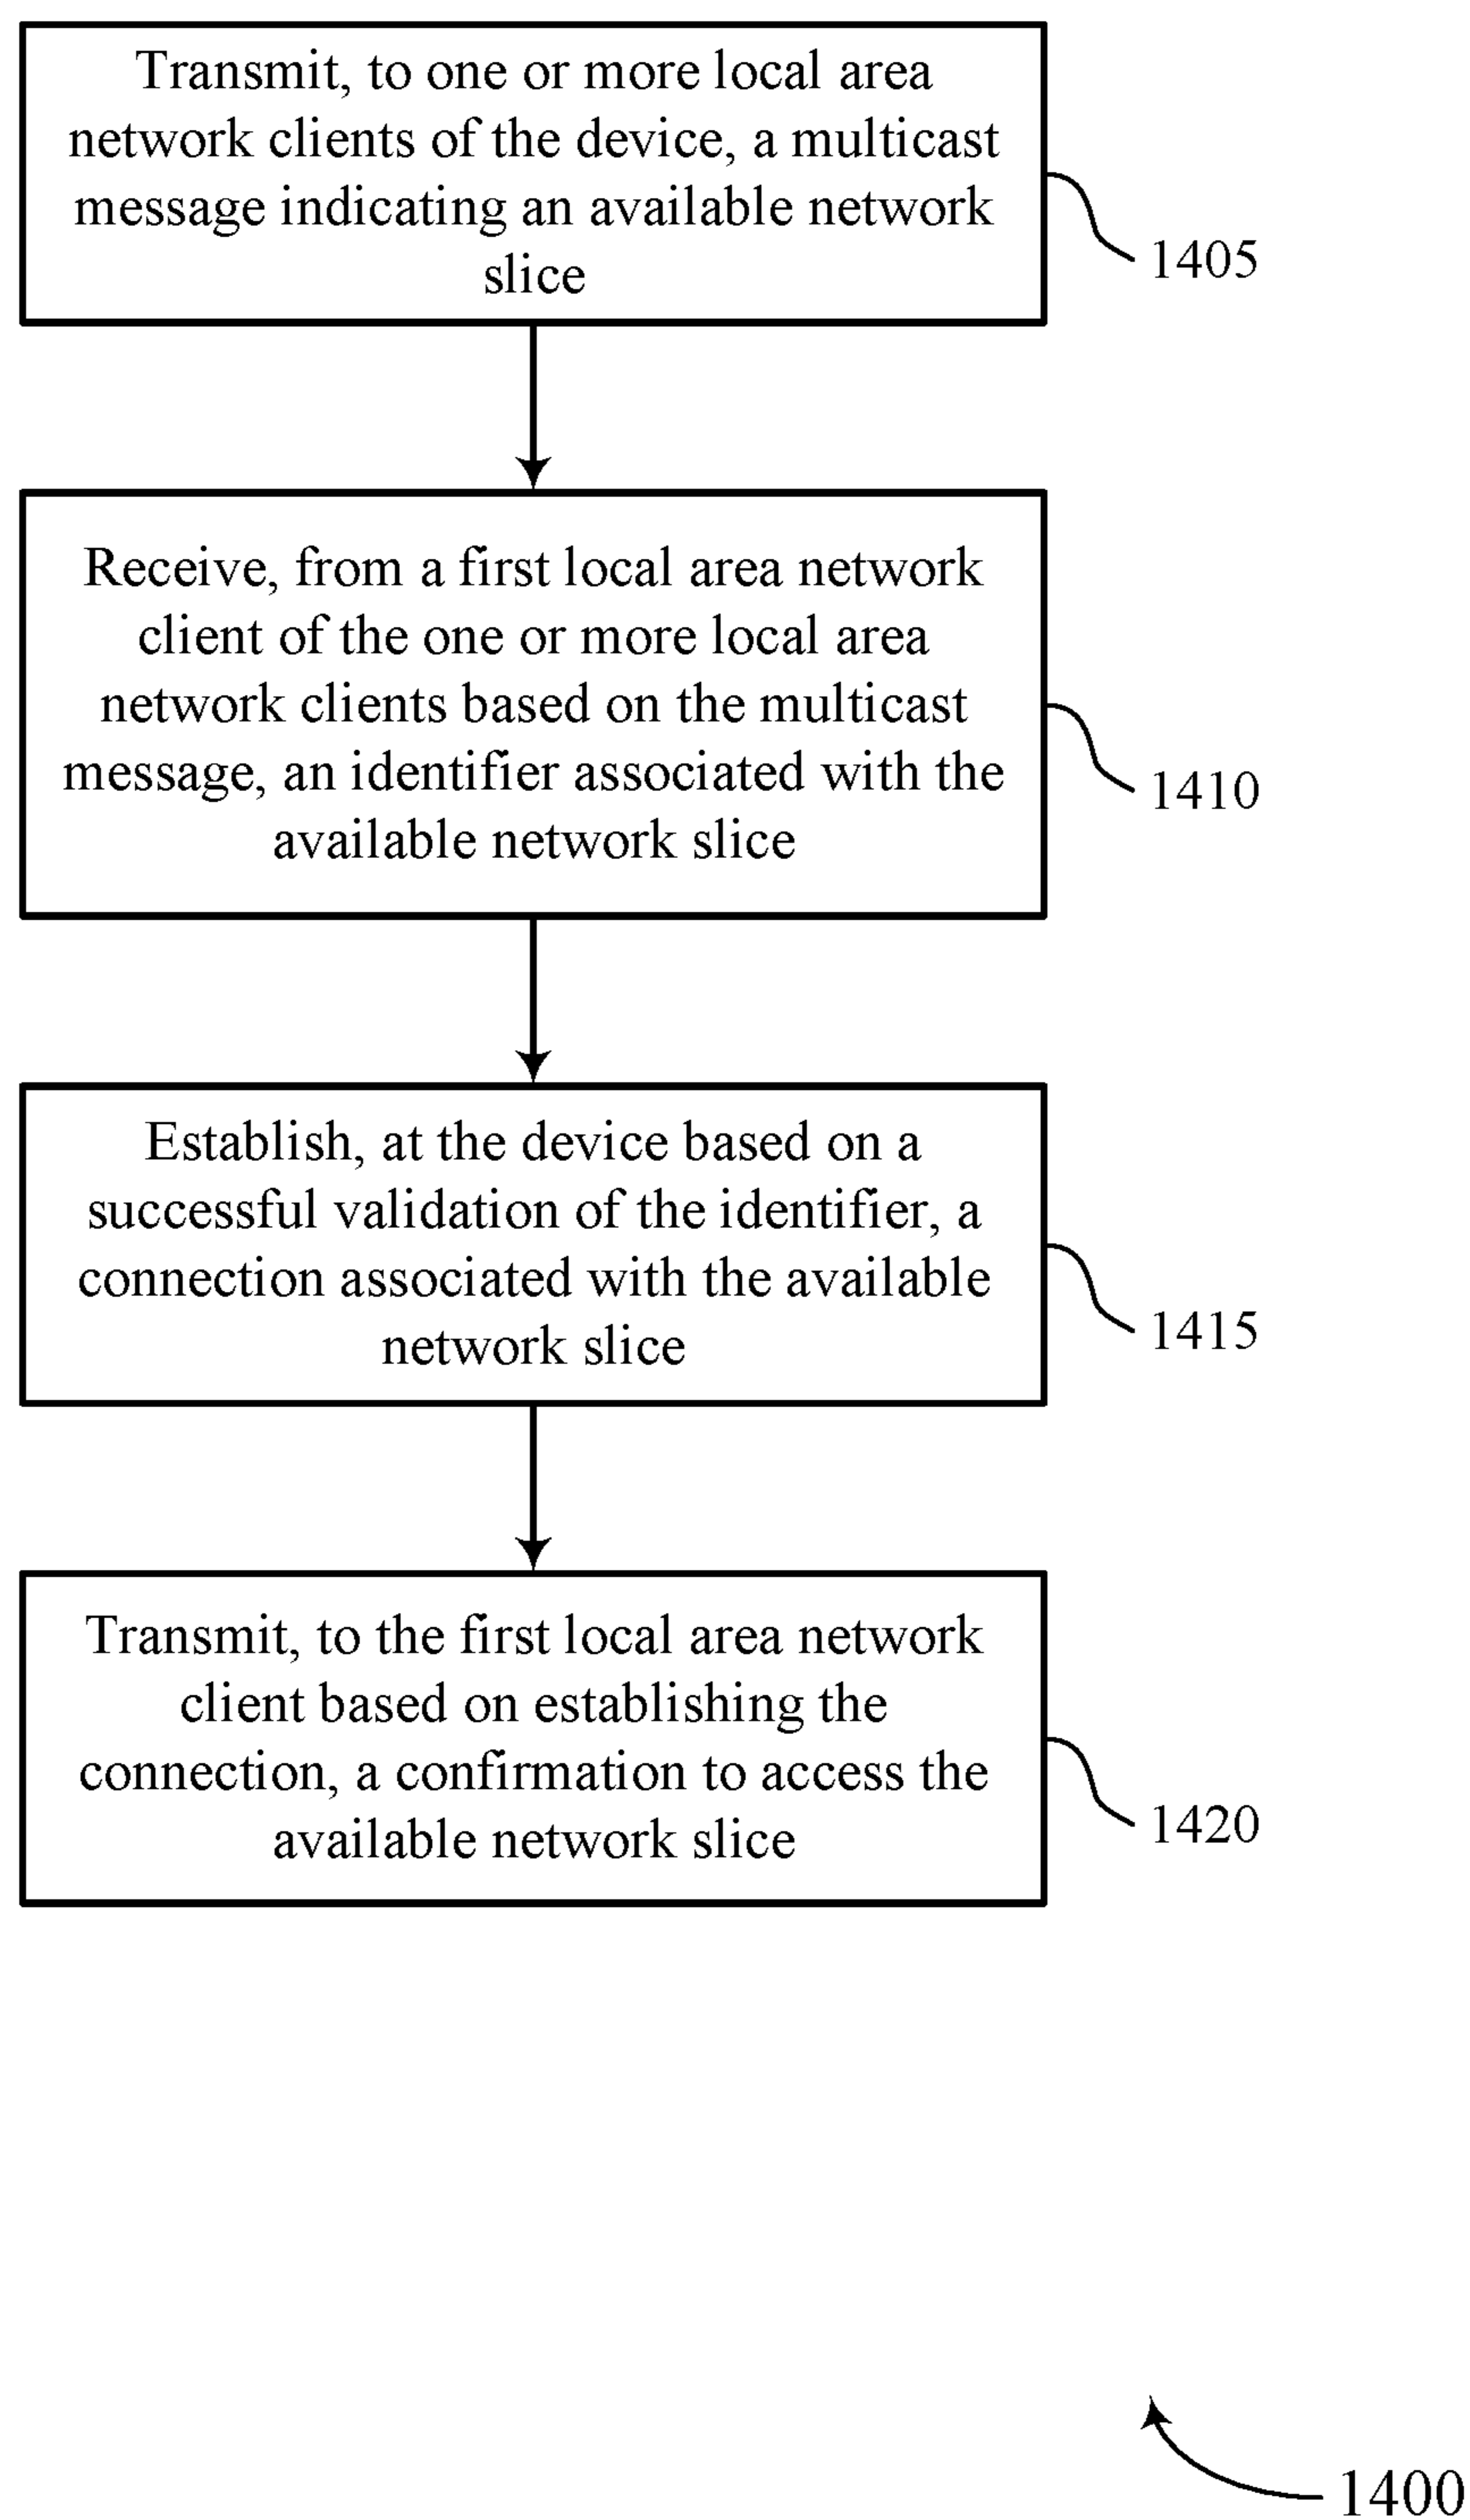 Transmit, to one or more local area
network clients of the device, a multicast
message indicating an available network
slice
1405
Receive, from a first local area network
client of the one or more local area
network clients based on the multicast
message, an identifier associated with the
available network slice
1410
Establish, at the device based on a
successful validation of the identifier, a
connection associated with the available
network slice
1415
Transmit, to the first local area network
client based on establishing the
connection, a confirmation to access the
available network slice
1420
1400